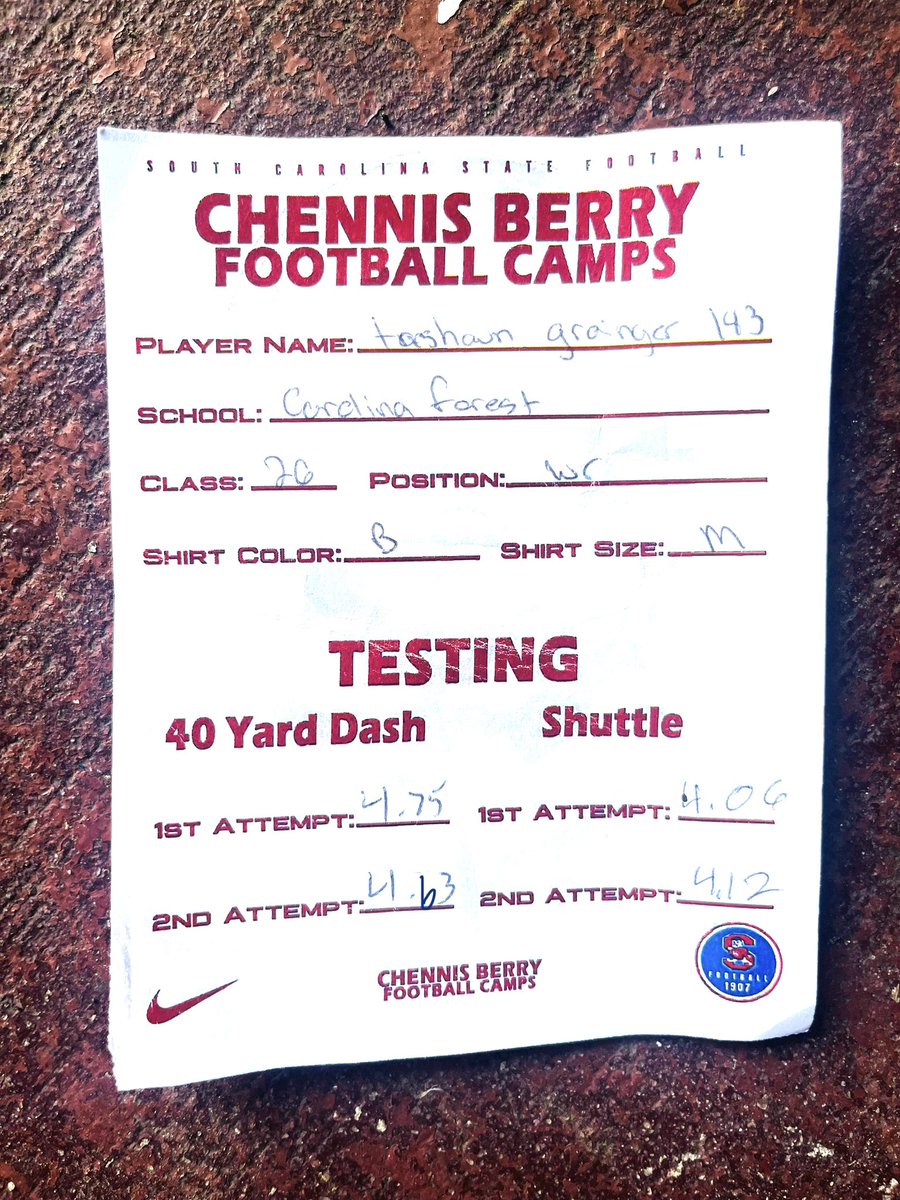 SOUTH CAROLINA STATE FOOTBALL
CHENNIS BERRY
FOOTBALL CAMPS
PLAYER NAME: grainger 143
SCHOOL: Carolina forest
CLASS: 26 POSITION: wr
SHIRT COLOR: B SHIRT SIZE: M
TESTING
40 Yard Dash Shuttle
1ST ATTEMPT: 4.75 1ST ATTEMPT: 4.06
2ND ATTEMPT: 4.63 2ND ATTEMPT: 4.12
CHENNIS BERRY
FOOTBALL CAMPS
S
FOOTBALL
1907